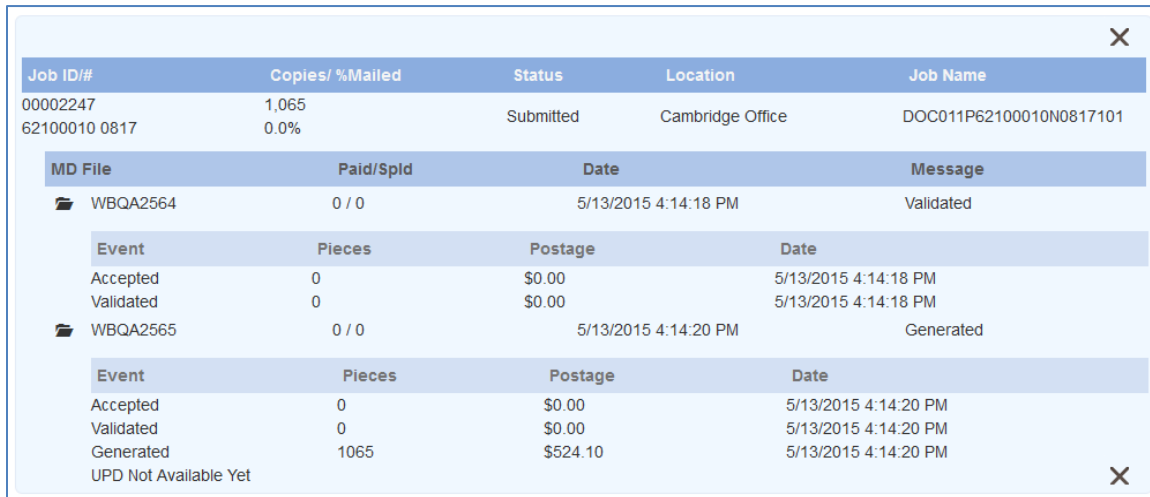 Job ID/# Copies/ %Mailed Status Location Job Name
00002247 1,065
Submitted Cambridge Office DOC011P62100010N0817101
62100010 0817 0.0%
MD File Paid/Spld Date Message
WBQA2564 0 / 0 5/13/2015 4:14:18 PM Validated
Event Pieces Postage Date
Accepted 0 $0.00 5/13/2015 4:14:18 PM
Validated 0 $0.00 5/13/2015 4:14:18 PM
WBQA2565 0 / 0 5/13/2015 4:14:20 PM Generated
Event Pieces Postage Date
Accepted 0 $0.00 5/13/2015 4:14:20 PM
Validated 0 $0.00 5/13/2015 4:14:20 PM
Generated 1065 $524.10 5/13/2015 4:14:20 PM
UPD Not Available Yet